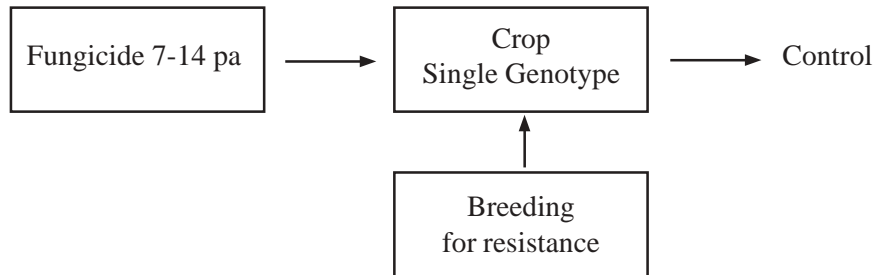 Fungicide 7-14 pa
Crop
Single Genotype
Control
Breeding
for resistance